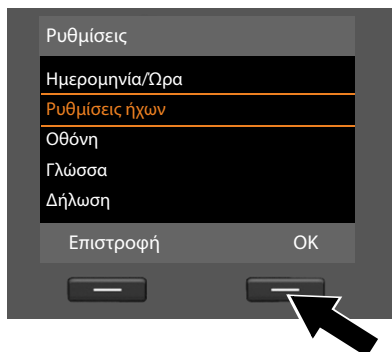 Ρυθμίσεις
Ημερομηνία/Ώρα
Ρυθμίσεις ήχων
Οθόνη
Γλώσσα
Δήλωση
Επιστροφή OK